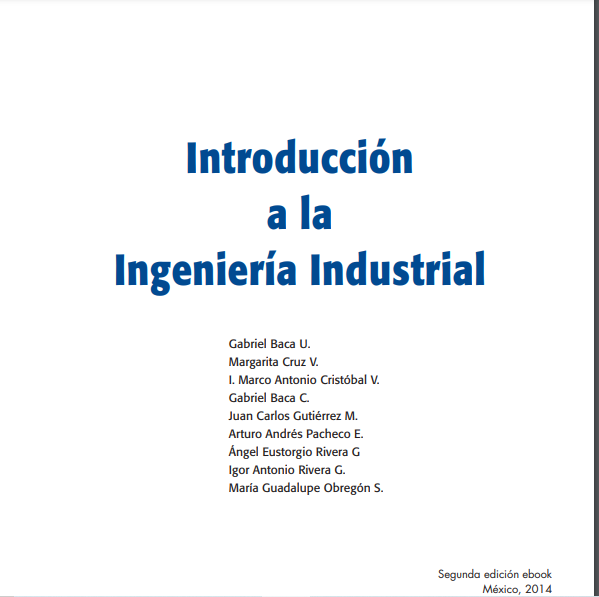 Introducción
a la
Ingeniería Industrial
Gabriel Baca U.
Margarita Cruz V.
I. Marco Antonio Cristóbal V.
Gabriel Baca C.
Juan Carlos Gutiérrez M.
Arturo Andrés Pacheco E.
Ángel Eustorgio Rivera G
Igor Antonio Rivera G.
María Guadalupe Obregón S.
Segunda edición ebook
México, 2014